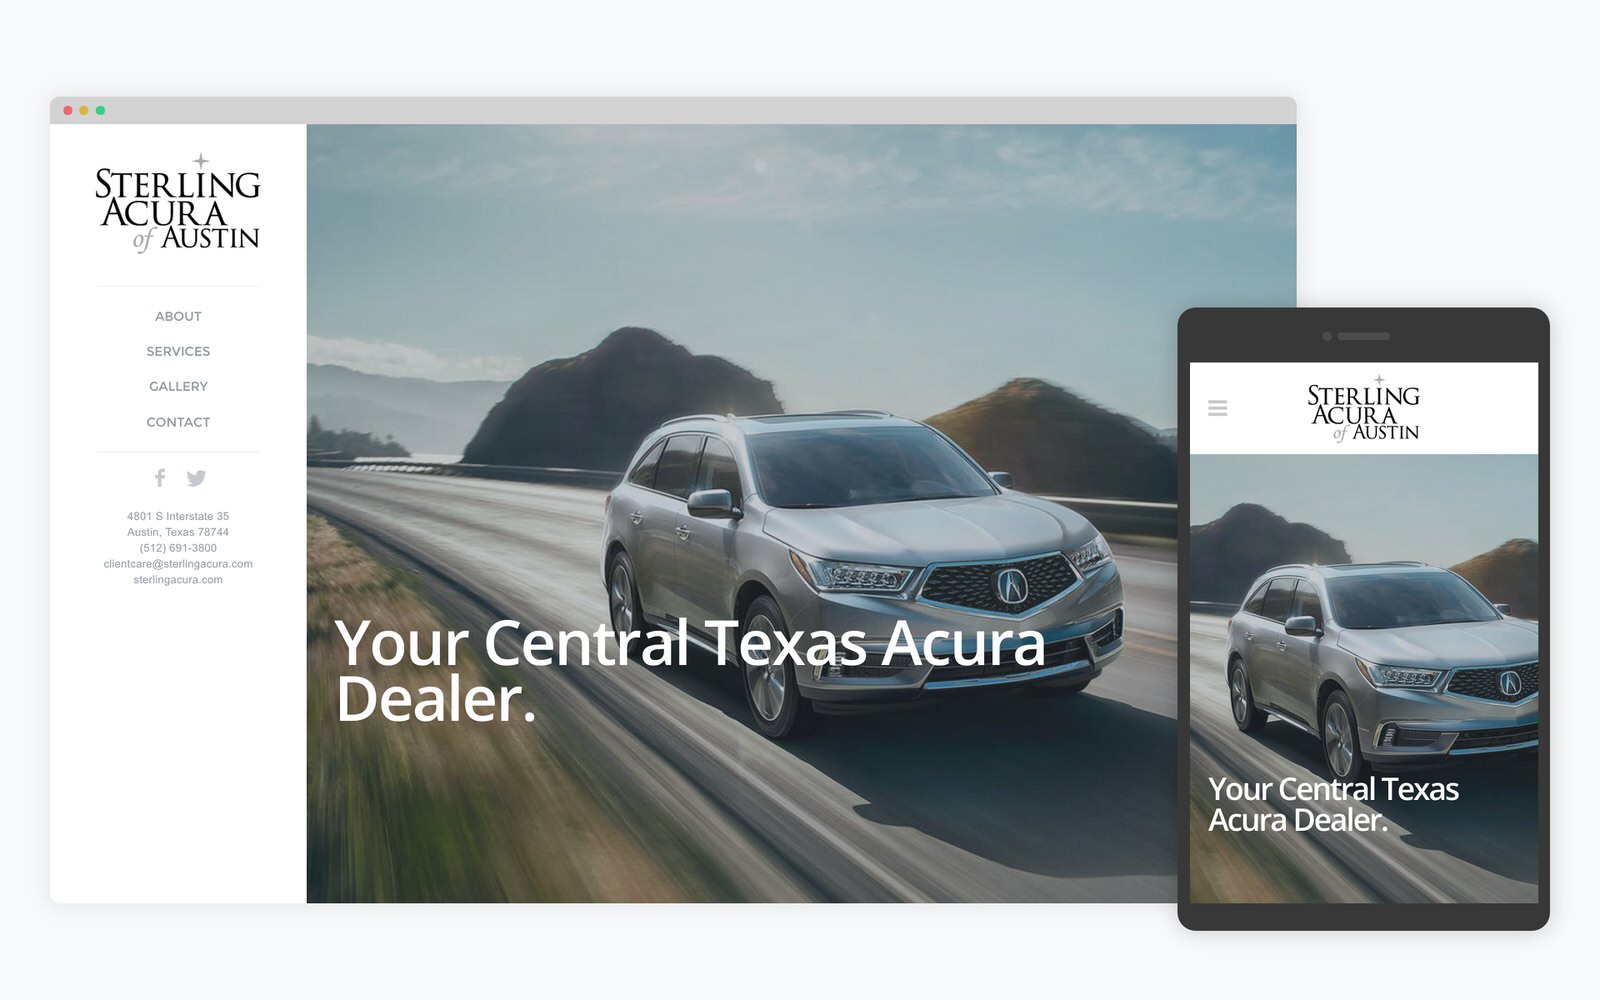 STERLING
ACURA
of AUSTIN
ABOUT
SERVICES
GALLERY
CONTACT
4801 S Interstate 35
Austin, Texas 78744
(512) 691-3800
clientcare@sterlingacura.com
sterlingacura.com
Your Central Texas Acura
Dealer.
STERLING
ACURA
of AUSTIN
Your Central Texas
Acura Dealer.